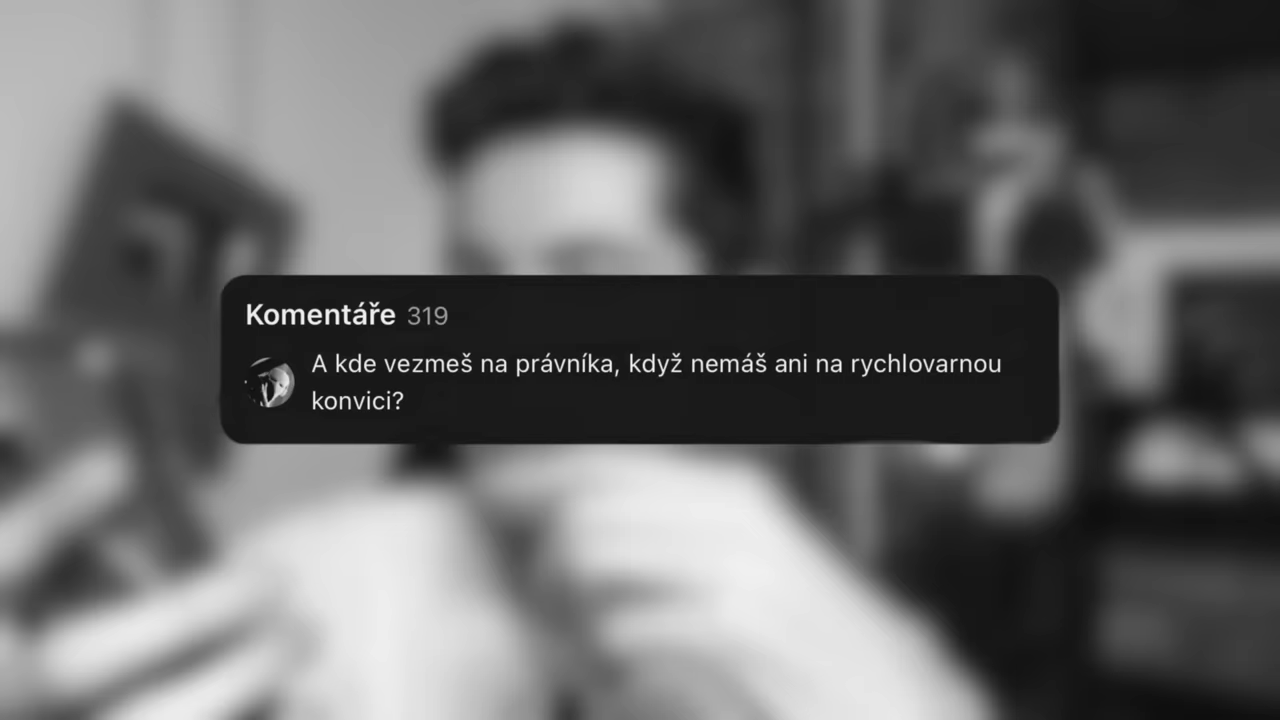 Komentáře 319
A kde vezmeš na právníka, když nemáš ani na rychlovarnou
konvici?